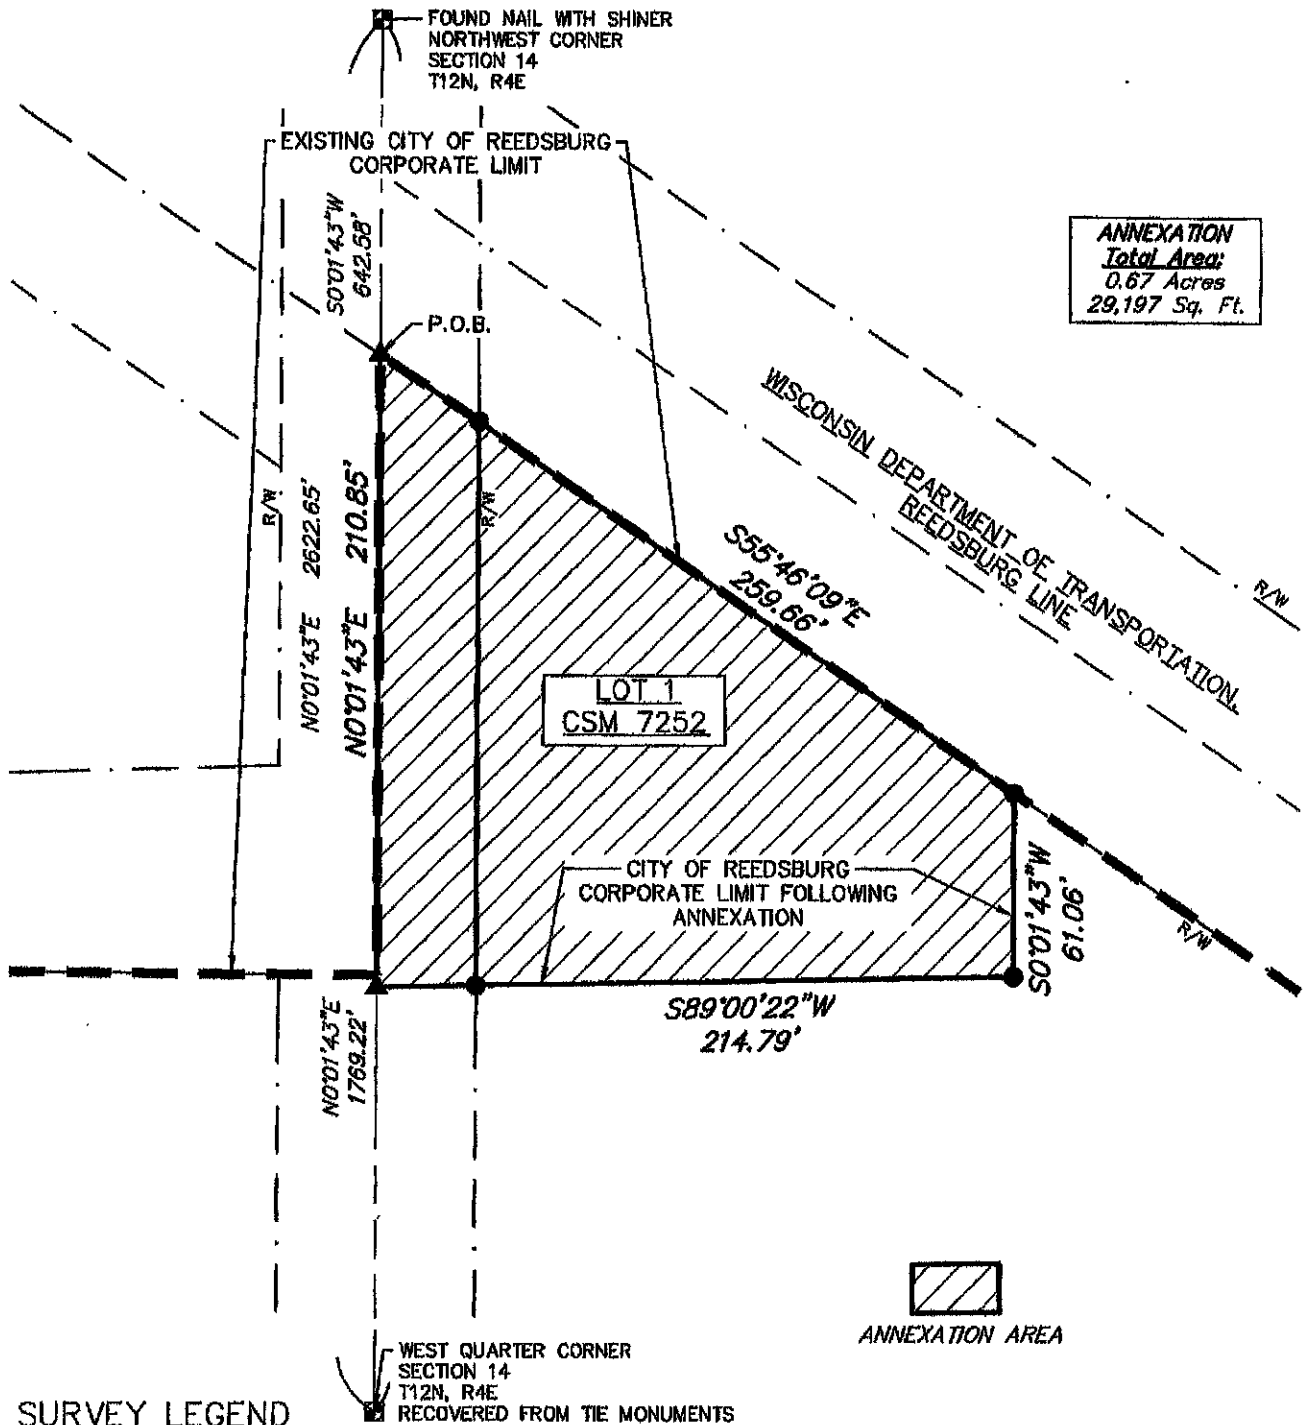 FOUND NAIL WITH SHINER
NORTHWEST CORNER
SECTION 14
T12N, R4E
EXISTING CITY OF REEDSBURG
CORPORATE LIMIT
S0°01'43"W
642.58'
ANNEXATION
Total Area:
0.67 Acres
29,197 Sq. Ft.
P.O.B.
WISCONSIN DEPARTMENT OF TRANSPORTATION
REEDSBURG LINE
R/W
R/W
R/W
N0°01'43"E 2622.65'
N0°01'43"E 210.85'
S55°46'09"E
259.66'
LOT 1
CSM 7252
CITY OF REEDSBURG
CORPORATE LIMIT FOLLOWING
ANNEXATION
S0°01'43"W
61.06'
R/W
S89°00'22"W
214.79'
N0°01'43"E
1769.22'
ANNEXATION AREA
WEST QUARTER CORNER
SECTION 14
T12N, R4E
RECOVERED FROM TIE MONUMENTS
SURVEY LEGEND